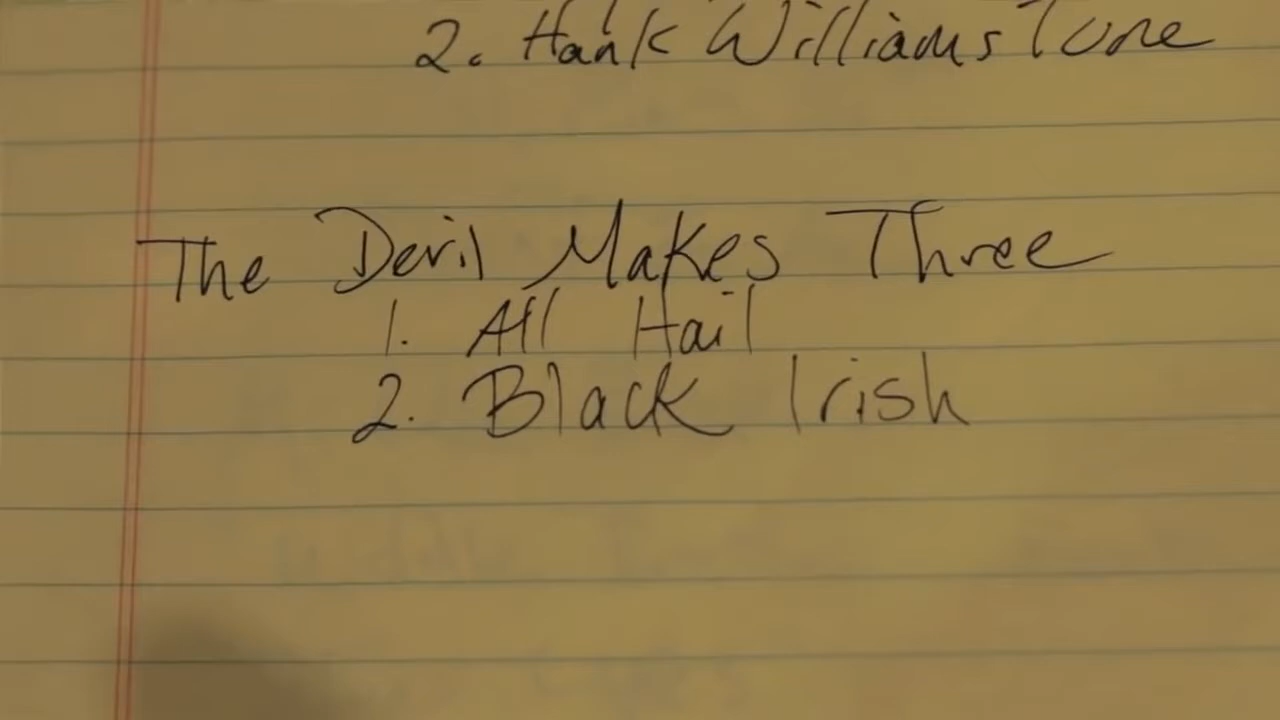 2. Hank Williams Tune
The Devil Makes Three
1. All Hail
2. Black Irish